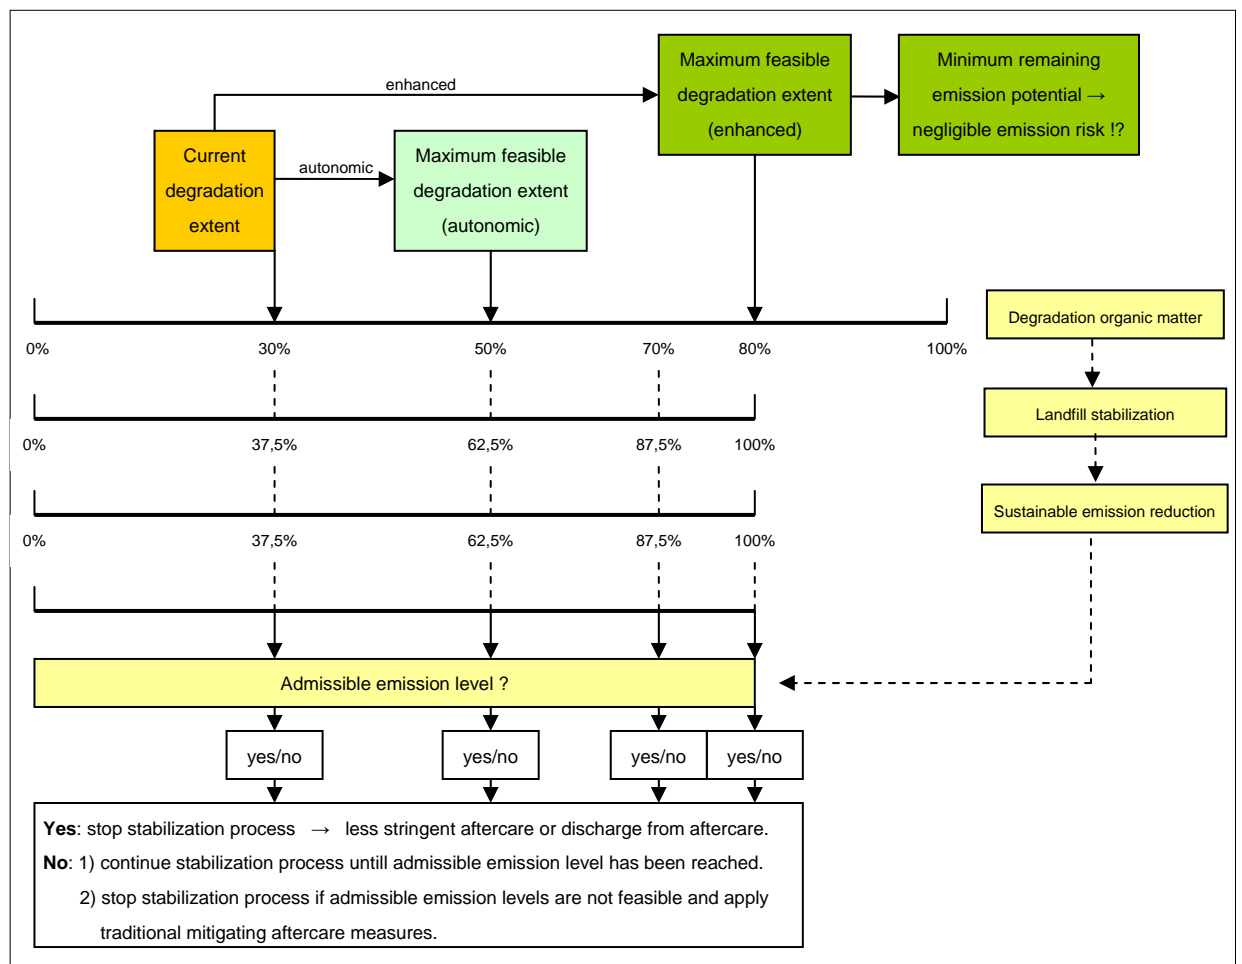 Maximum feasible
degradation extent
(enhanced)
Minimum remaining
emission potential →
negligible emission risk !?
enhanced
Current
degradation
extent
autonomic
Maximum feasible
degradation extent
(autonomic)
Degradation organic matter
0% 30% 50% 70% 80% 100%
Landfill stabilization
0% 37,5% 62,5% 87,5% 100%
Sustainable emission reduction
0% 37,5% 62,5% 87,5% 100%
Admissible emission level ?
yes/no yes/no yes/no yes/no
Yes: stop stabilization process → less stringent aftercare or discharge from aftercare.
No: 1) continue stabilization process untill admissible emission level has been reached.
2) stop stabilization process if admissible emission levels are not feasible and apply
traditional mitigating aftercare measures.